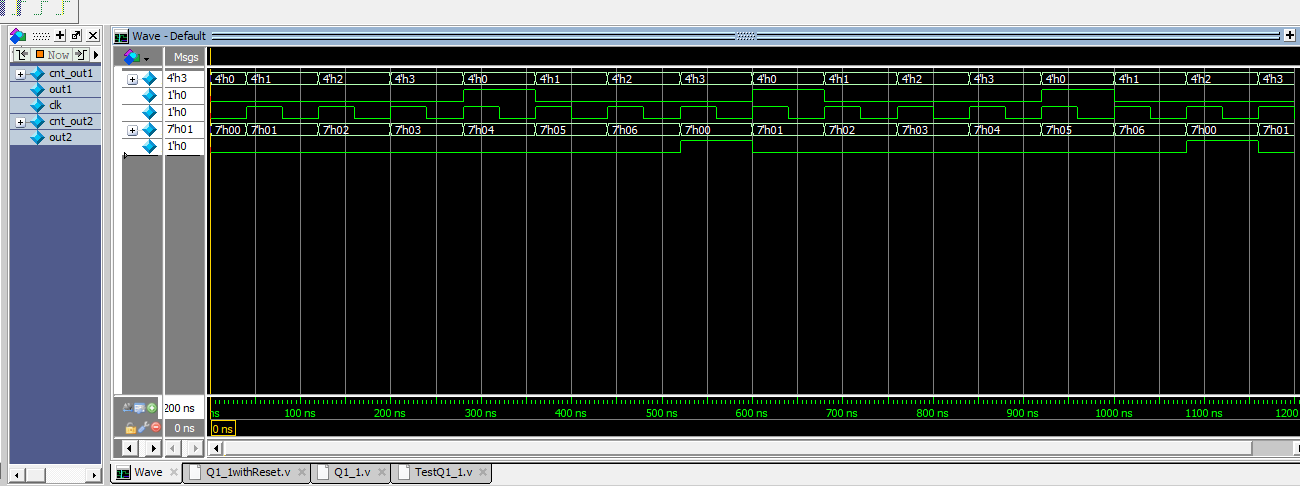 Wave - Default
Now
Msgs
cnt_out1
out1
clk
cnt_out2
out2
4'h3 4'h0 4'h1 4'h2 4'h3 4'h0 4'h1 4'h2 4'h3 4'h0 4'h1 4'h2 4'h3 4'h0 4'h1 4'h2 4'h3
1'h0
1'h0
7'h01 7'h00 7'h01 7'h02 7'h03 7'h04 7'h05 7'h06 7'h00 7'h01 7'h02 7'h03 7'h04 7'h05 7'h06 7'h00 7'h01
1'h0
200 ns ns 100 ns 200 ns 300 ns 400 ns 500 ns 600 ns 700 ns 800 ns 900 ns 1000 ns 1100 ns 1200
0 ns 0 ns
Wave Q1_1withReset.v Q1_1.v TestQ1_1.v